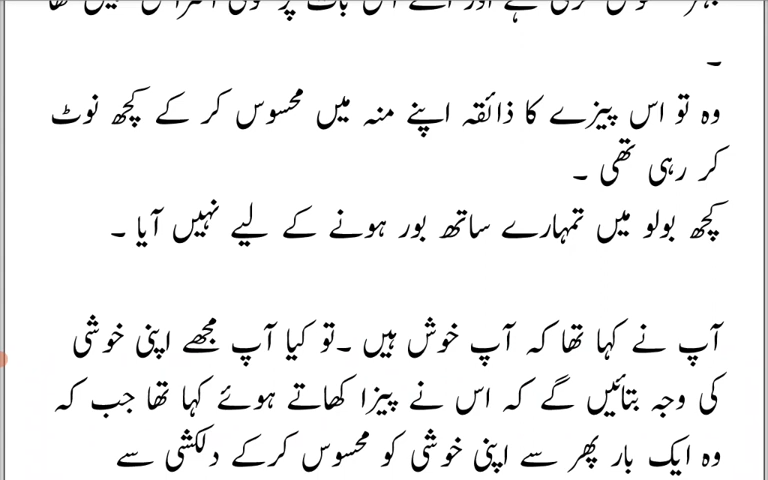 ۔
وہ تو اس پیزے کا ذائقہ اپنے منہ میں محسوس کر کے کچھ نوٹ
کر رہی تھی ۔
کچھ بولو میں تمہارے ساتھ بور ہونے کے لیے نہیں آیا ۔
آپ نے کہا تھا کہ آپ خوش ہیں ۔تو کیا آپ مجھے اپنی خوشی
کی وجہ بتائیں گے کہ اس نے پیزا کھاتے ہوئے کہا تھا جب کہ
وہ ایک بار پھر سے اپنی خوشی کو محسوس کرکے دلکشی سے